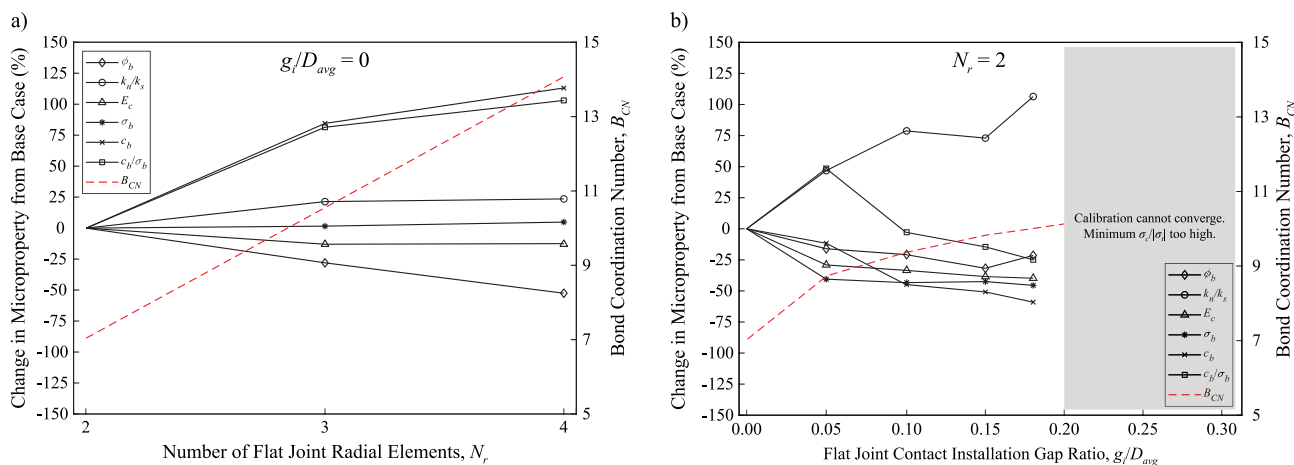 a)
Change in Microproperty from Base Case (%)
150
125
100
75
50
25
0
-25
-50
-75
-100
-125
-150
ϕ_b
k_n/k_s
E_c
σ_b
c_b
c_b/σ_b
B_CN
g_i/D_avg = 0
15
13
11
9
7
5
Bond Coordination Number, B_CN
2
3
4
Number of Flat Joint Radial Elements, N_r
b)
Change in Microproperty from Base Case (%)
150
125
100
75
50
25
0
-25
-50
-75
-100
-125
-150
N_r = 2
Calibration cannot converge.
Minimum σ_c/|σ_t| too high.
ϕ_b
k_n/k_s
E_c
σ_b
c_b
c_b/σ_b
B_CN
15
13
11
9
7
5
Bond Coordination Number, B_CN
0.00
0.05
0.10
0.15
0.20
0.25
0.30
Flat Joint Contact Installation Gap Ratio, g_i/D_avg